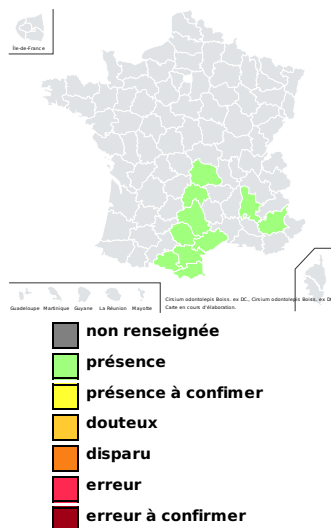 Île-de-France
Guadeloupe Martinique Guyane La Réunion Mayotte
Cirsium odontolepis Boiss. ex DC., Cirsium odontolepis Boiss. ex DC
Carte en cours d'élaboration.
non renseignée
présence
présence à confimer
douteux
disparu
erreur
erreur à confirmer